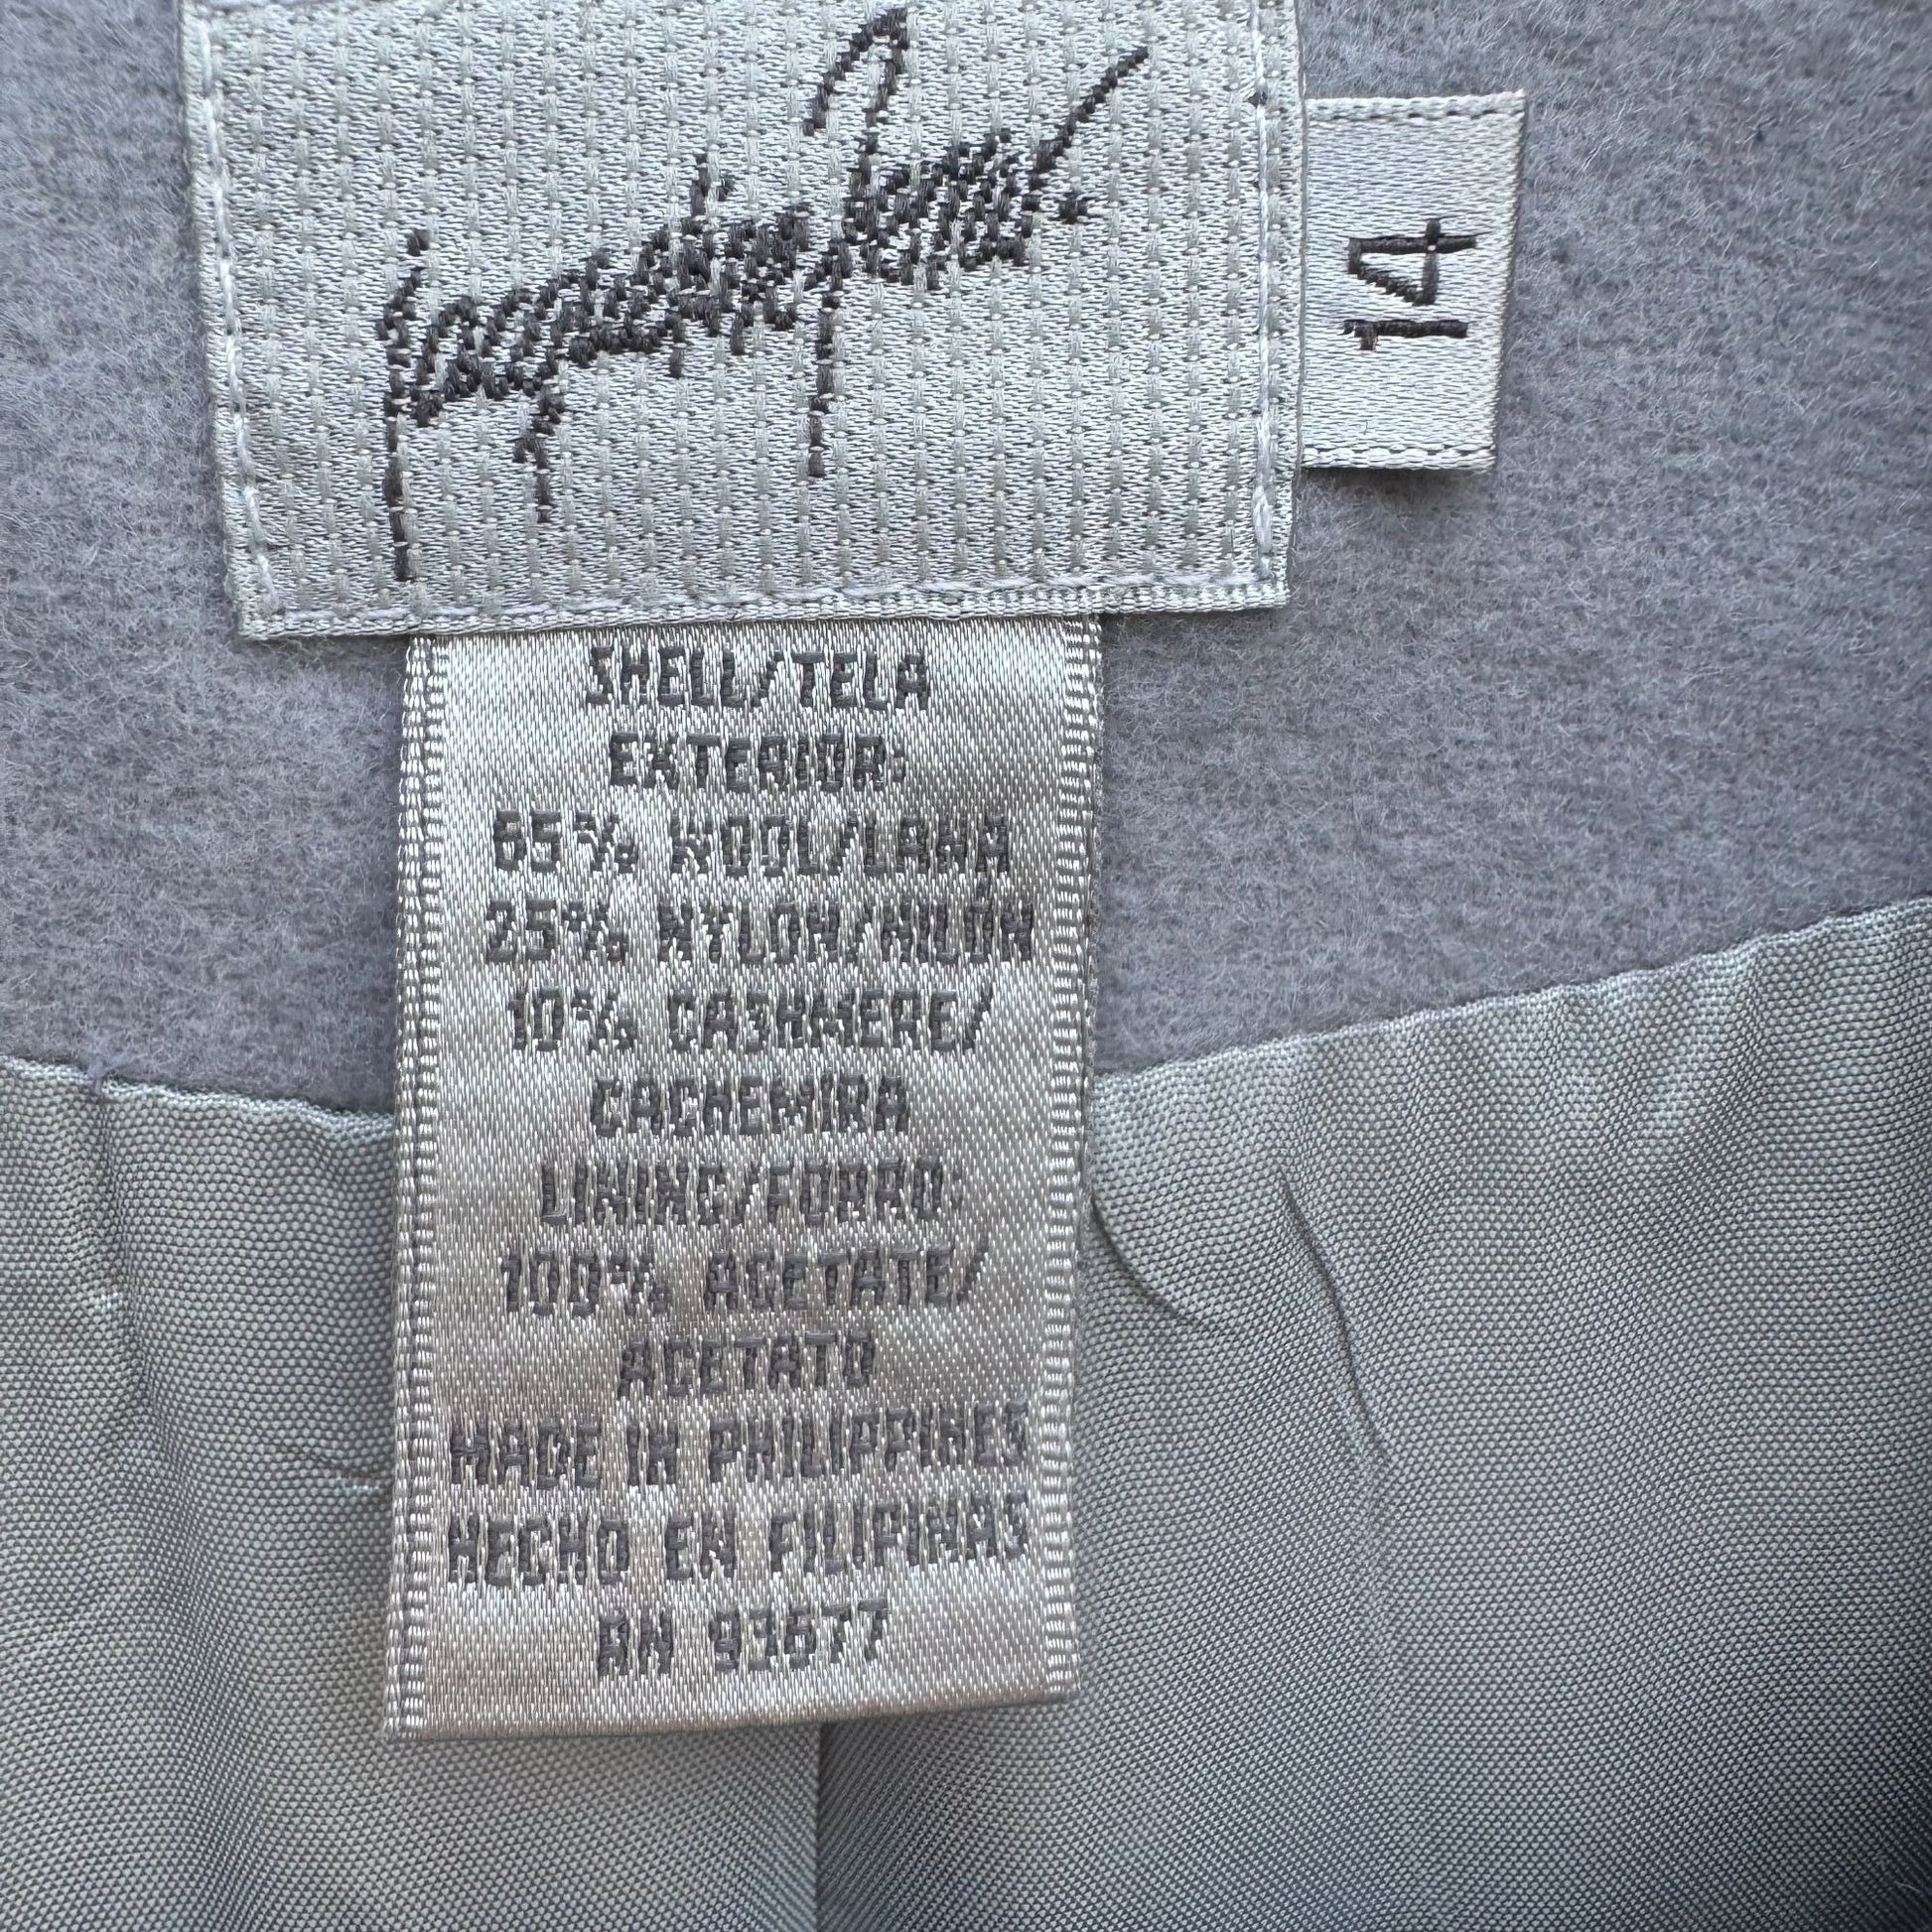 14
SHELL/TELA
EXTERIOR:
65% WOOL/LANA
25% NYLON/NILÓN
10% CASHMERE/
CACHEMIRA
LINING/FORRO:
100% ACETATE/
ACETATO
MADE IN PHILIPPINES
HECHO EN FILIPINAS
RN 91677